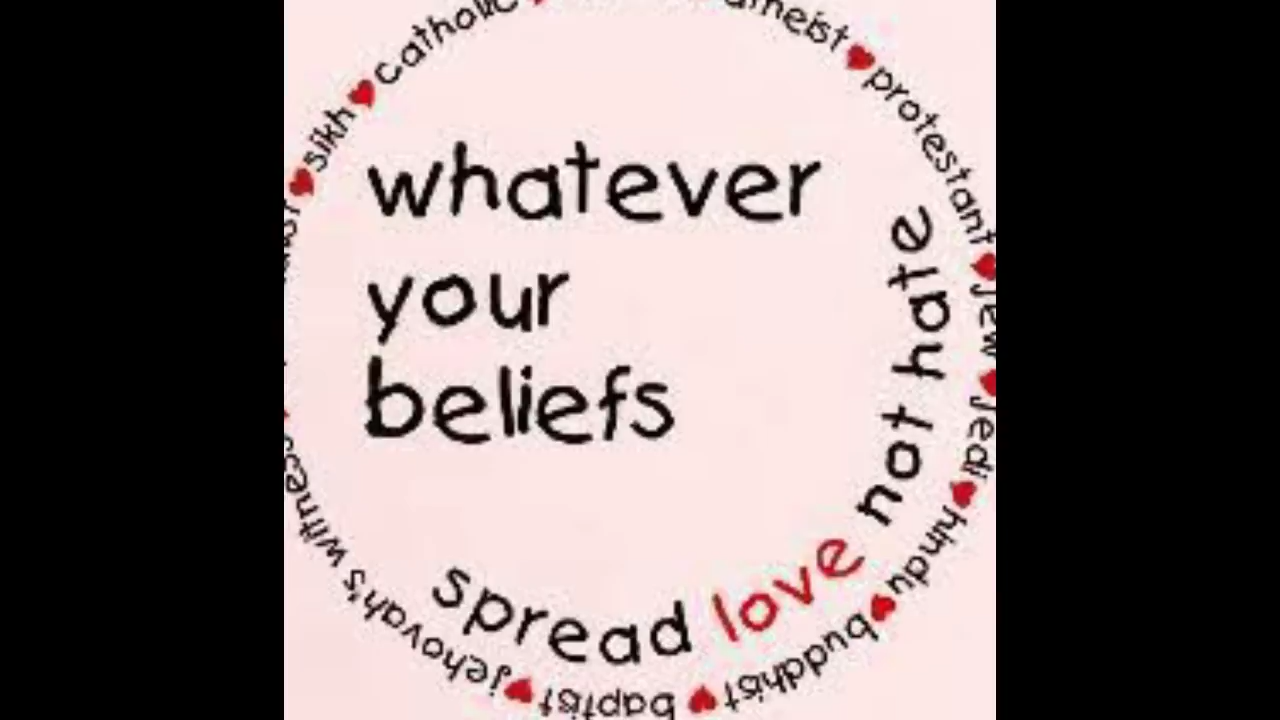 whatever
your
beliefs
spread love not hate
sikh ♥ catholic ♥ atheist ♥ protestant ♥ jew ♥ jedi ♥ hindu ♥ buddhist ♥ baptist ♥ jehovah's witness